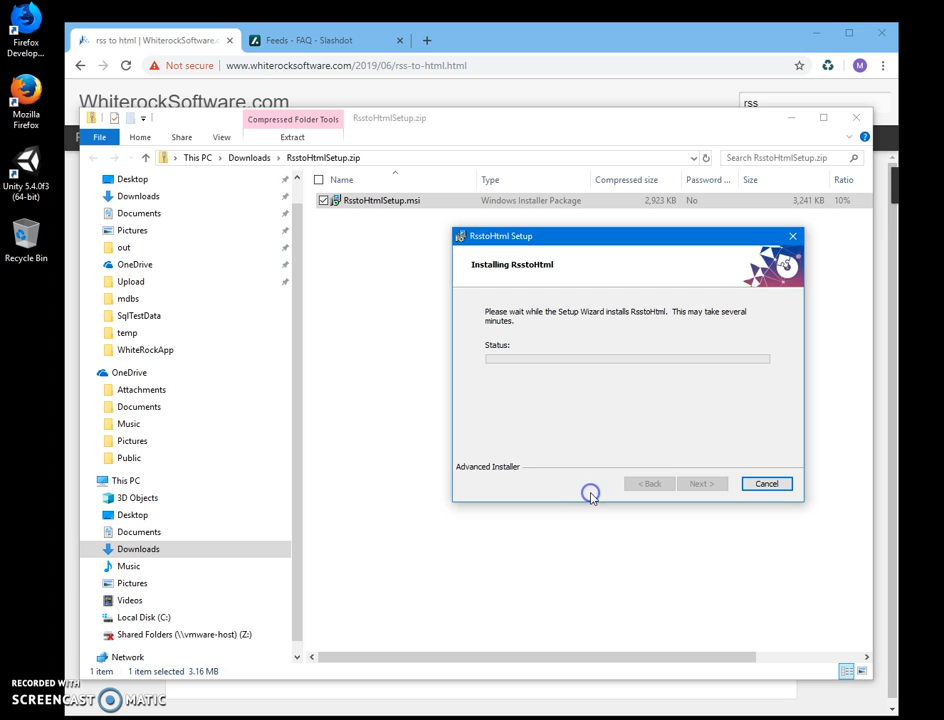 Firefox
Develop...
Mozilla
Firefox
Unity 5.4.0f3
(64-bit)
Recycle Bin
rss to html | WhiterockSoftware.c
Feeds - FAQ - Slashdot
Not secure
www.whiterocksoftware.com/2019/06/rss-to-html.html
M
WhiterockSoftware.com
rss
Compressed Folder Tools
RsstoHtmlSetup.zip
File
Home
Share
View
Extract
This PC
Downloads
RsstoHtmlSetup.zip
Search RsstoHtmlSetup.zip
Name
Type
Compressed size
Password ...
Size
Ratio
RsstoHtmlSetup.msi
Windows Installer Package
2,923 KB
No
3,241 KB
10%
Desktop
Downloads
Documents
Pictures
out
OneDrive
Upload
mdbs
SqlTestData
temp
WhiteRockApp
OneDrive
Attachments
Documents
Music
Pictures
Public
This PC
3D Objects
Desktop
Documents
Downloads
Music
Pictures
Videos
Local Disk (C:)
Shared Folders (\\vmware-host) (Z:)
Network
1 item
1 item selected 3.16 MB
RsstoHtml Setup
Installing RsstoHtml
Please wait while the Setup Wizard installs RsstoHtml. This may take several
minutes.
Status:
Advanced Installer
< Back
Next >
Cancel
RECORDED WITH
SCREENCAST MATIC